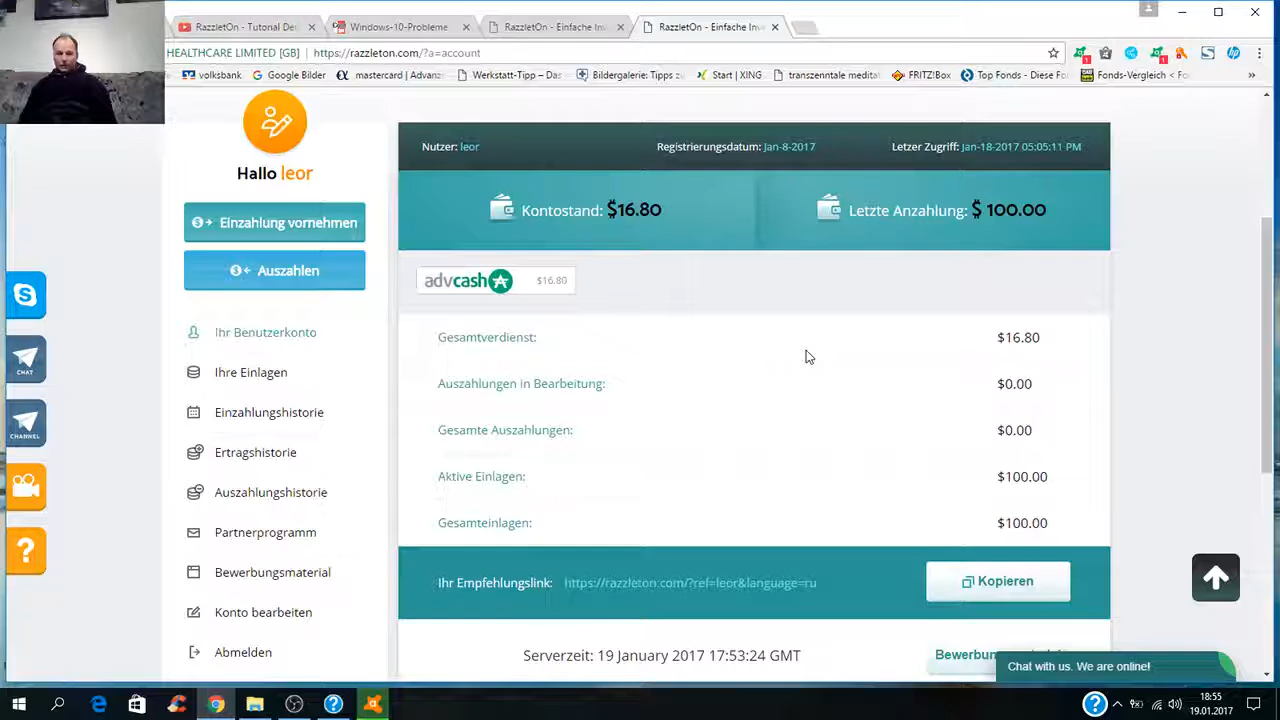 RazzletOn - Tutorial De
Windows-10-Probleme
RazzletOn - Einfache Inv
RazzletOn - Einfache Inv
HEALTHCARE LIMITED [GB] https://razzleton.com/?a=account
volksbank
Google Bilder
mastercard | Advanz
Werkstatt-Tipp – Das
Bildergalerie: Tipps zu
Start | XING
transzenntale meditat
FRITZ!Box
Top Fonds - Diese Fo
Fonds-Vergleich < Fo
Nutzer: leor
Registrierungsdatum: Jan-8-2017
Letzer Zugriff: Jan-18-2017 05:05:11 PM
Hallo leor
Kontostand: $16.80
Letzte Anzahlung: $ 100.00
Einzahlung vornehmen
Auszahlen
advcash $16.80
Ihr Benutzerkonto
Gesamtverdienst: $16.80
Ihre Einlagen
Auszahlungen in Bearbeitung: $0.00
CHAT
Einzahlungshistorie
Gesamte Auszahlungen: $0.00
CHANNEL
Ertragshistorie
Aktive Einlagen: $100.00
Auszahlungshistorie
Gesamteinlagen: $100.00
Partnerprogramm
Bewerbungsmaterial
Ihr Empfehlungslink: https://razzleton.com/?ref=leor&language=ru
Kopieren
Konto bearbeiten
Abmelden
Serverzeit: 19 January 2017 17:53:24 GMT
Chat with us. We are online!
18:55
19.01.2017